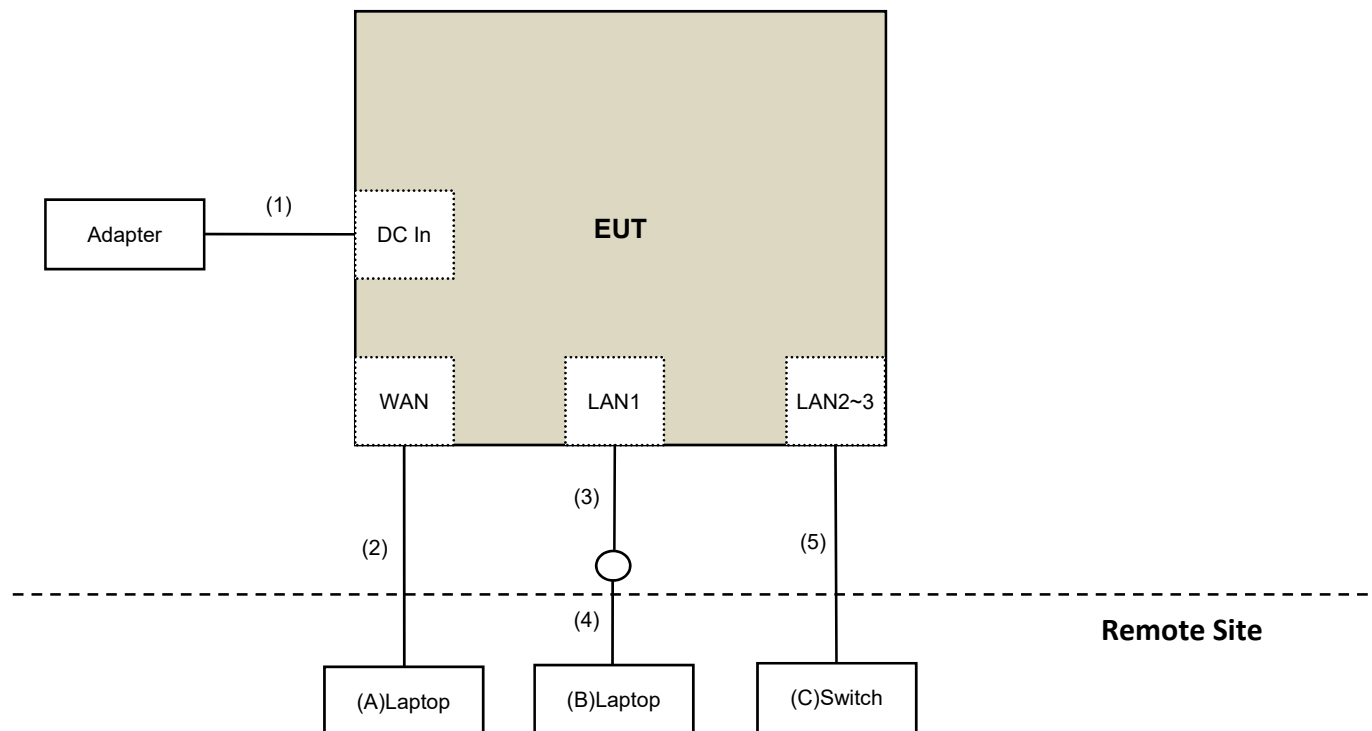 (1)
Adapter
DC In
EUT
WAN
LAN1
LAN2~3
(3)
(2)
(5)
(4)
Remote Site
(A)Laptop
(B)Laptop
(C)Switch